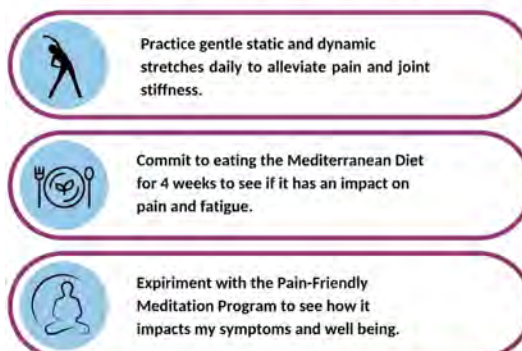 Practice gentle static and dynamic
stretches daily to alleviate pain and joint
stiffness.
Commit to eating the Mediterranean Diet
for 4 weeks to see if it has an impact on
pain and fatigue.
Expiriment with the Pain-Friendly
Meditation Program to see how it
impacts my symptoms and well being.